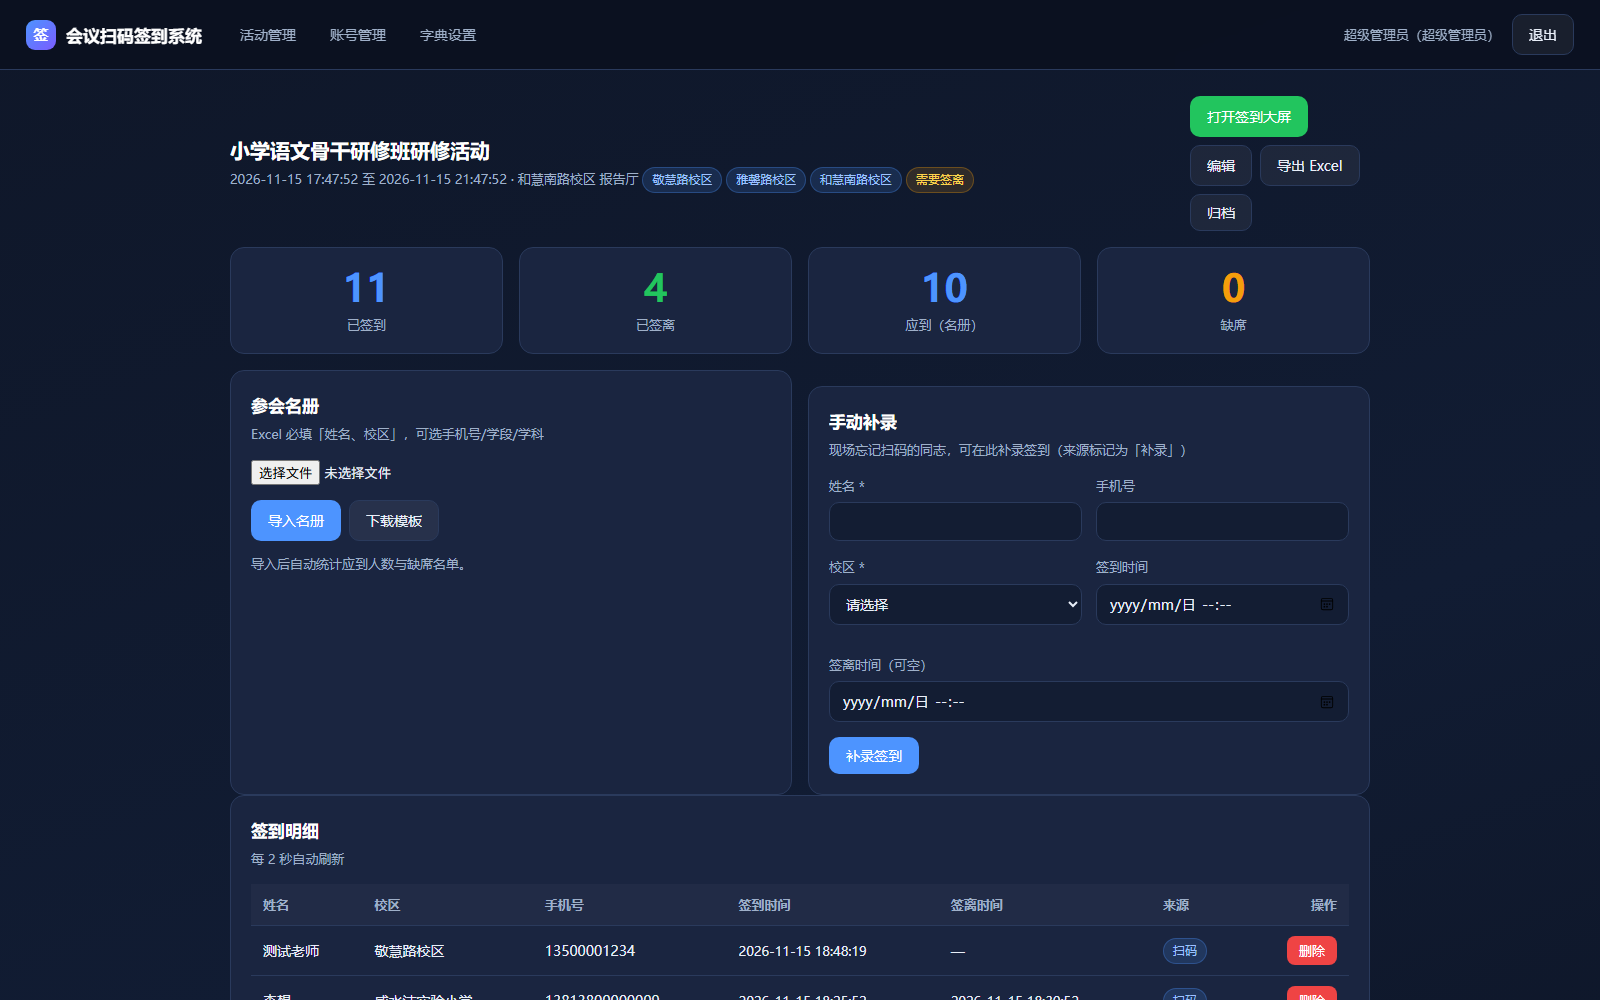 签 会议扫码签到系统 活动管理 账号管理 字典设置 超级管理员（超级管理员） 退出
打开签到大屏
小学语文骨干研修班研修活动
编辑 导出 Excel
2026-11-15 17:47:52 至 2026-11-15 21:47:52 · 和慧南路校区 报告厅 敬慧路校区 雅馨路校区 和慧南路校区 需要签离
归档
11 4 10 0
已签到 已签离 应到（名册） 缺席
参会名册
Excel 必填「姓名、校区」，可选手机号/学段/学科
选择文件 未选择文件
导入名册 下载模板
导入后自动统计应到人数与缺席名单。
手动补录
现场忘记扫码的同志，可在此补录签到（来源标记为「补录」）
姓名 * 手机号
校区 * 签到时间
请选择 yyyy/mm/日 --:--
签离时间（可空）
yyyy/mm/日 --:--
补录签到
签到明细
每 2 秒自动刷新
姓名 校区 手机号 签到时间 签离时间 来源 操作
测试老师 敬慧路校区 13500001234 2026-11-15 18:48:19 — 扫码 删除